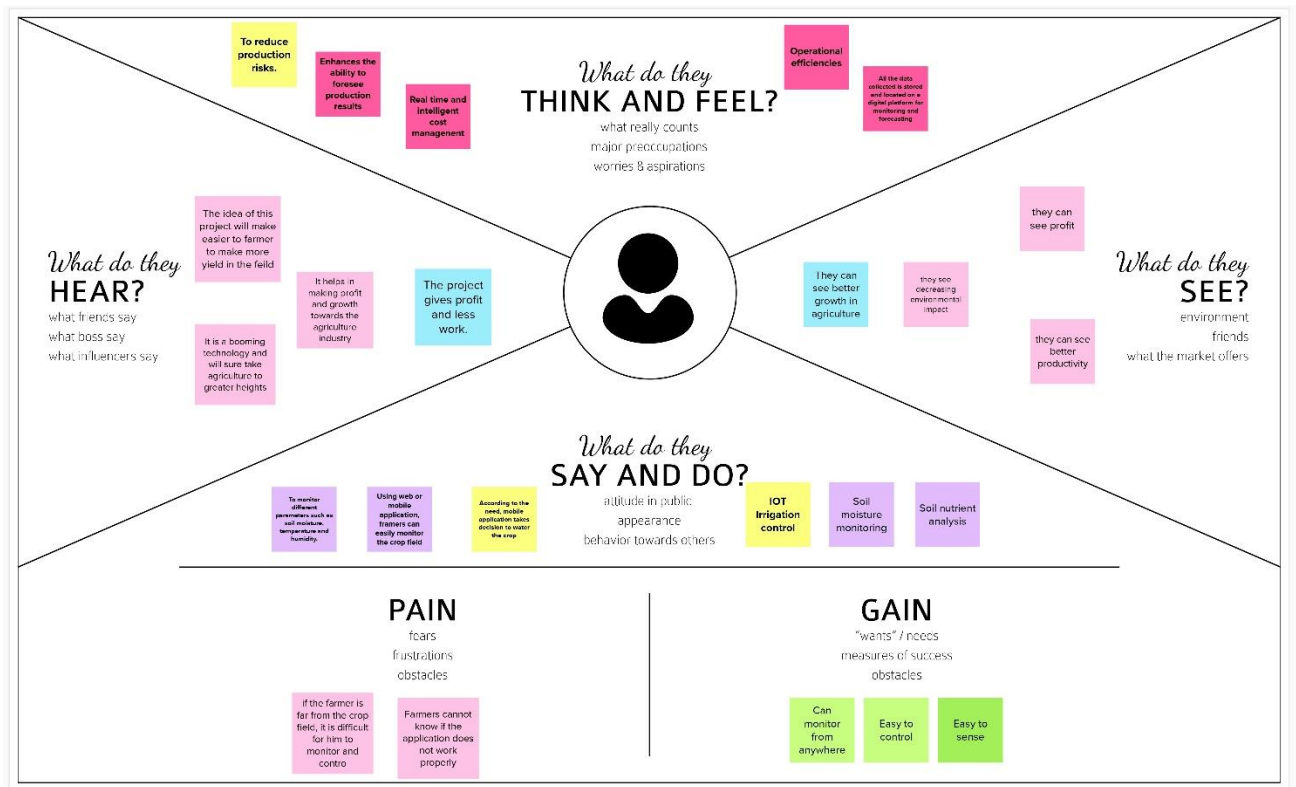 To reduce
production
risks.
Enhances the
ability to
foresee
production
results
Real time and
intelligent
cost
management
What do they
THINK AND FEEL?
what really counts
major preoccupations
worries & aspirations
Operational
efficiencies
All the data
collected is stored
and located on a
digital platform for
monitoring and
forecasting
What do they
HEAR?
what friends say
what boss say
what influencers say
The idea of this
project will make
easier to farmer
to make more
yield in the feild
It helps in
making profit
and growth
towards the
agriculture
industry
The project
gives profit
and less
work.
It is a booming
technology and
will sure take
agriculture to
greater heights
They can
see better
growth in
agriculture
they see
decreasing
environmental
impact
they can
see profit
they can see
better
productivity
What do they
SEE?
environment
friends
what the market offers
What do they
SAY AND DO?
attitude in public
appearance
behavior towards others
To monitor
different
parameters such as
soil moisture,
temperature and
humidity.
Using web or
mobile
application,
framers can
easily monitor
the crop field
According to the
need, mobile
application takes
decision to water
the crop
IOT
Irrigation
control
Soil
moisture
monitoring
Soil nutrient
analysis
PAIN
fears
frustrations
obstacles
if the farmer is
far from the crop
field, it is difficult
for him to
monitor and
contro
Farmers cannot
know if the
application does
not work
properly
GAIN
"wants" / needs
measures of success
obstacles
Can
monitor
from
anywhere
Easy to
control
Easy to
sense